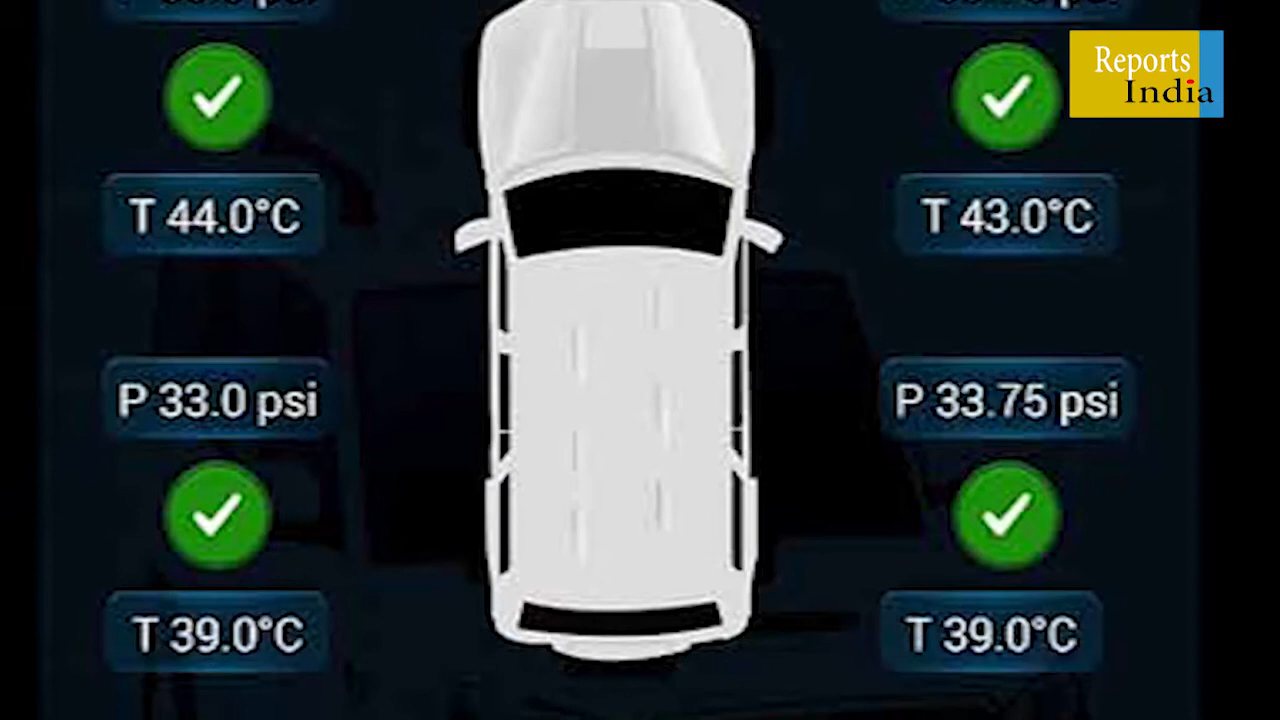 Reports
India
T 44.0°C
T 43.0°C
P 33.0 psi
P 33.75 psi
T 39.0°C
T 39.0°C